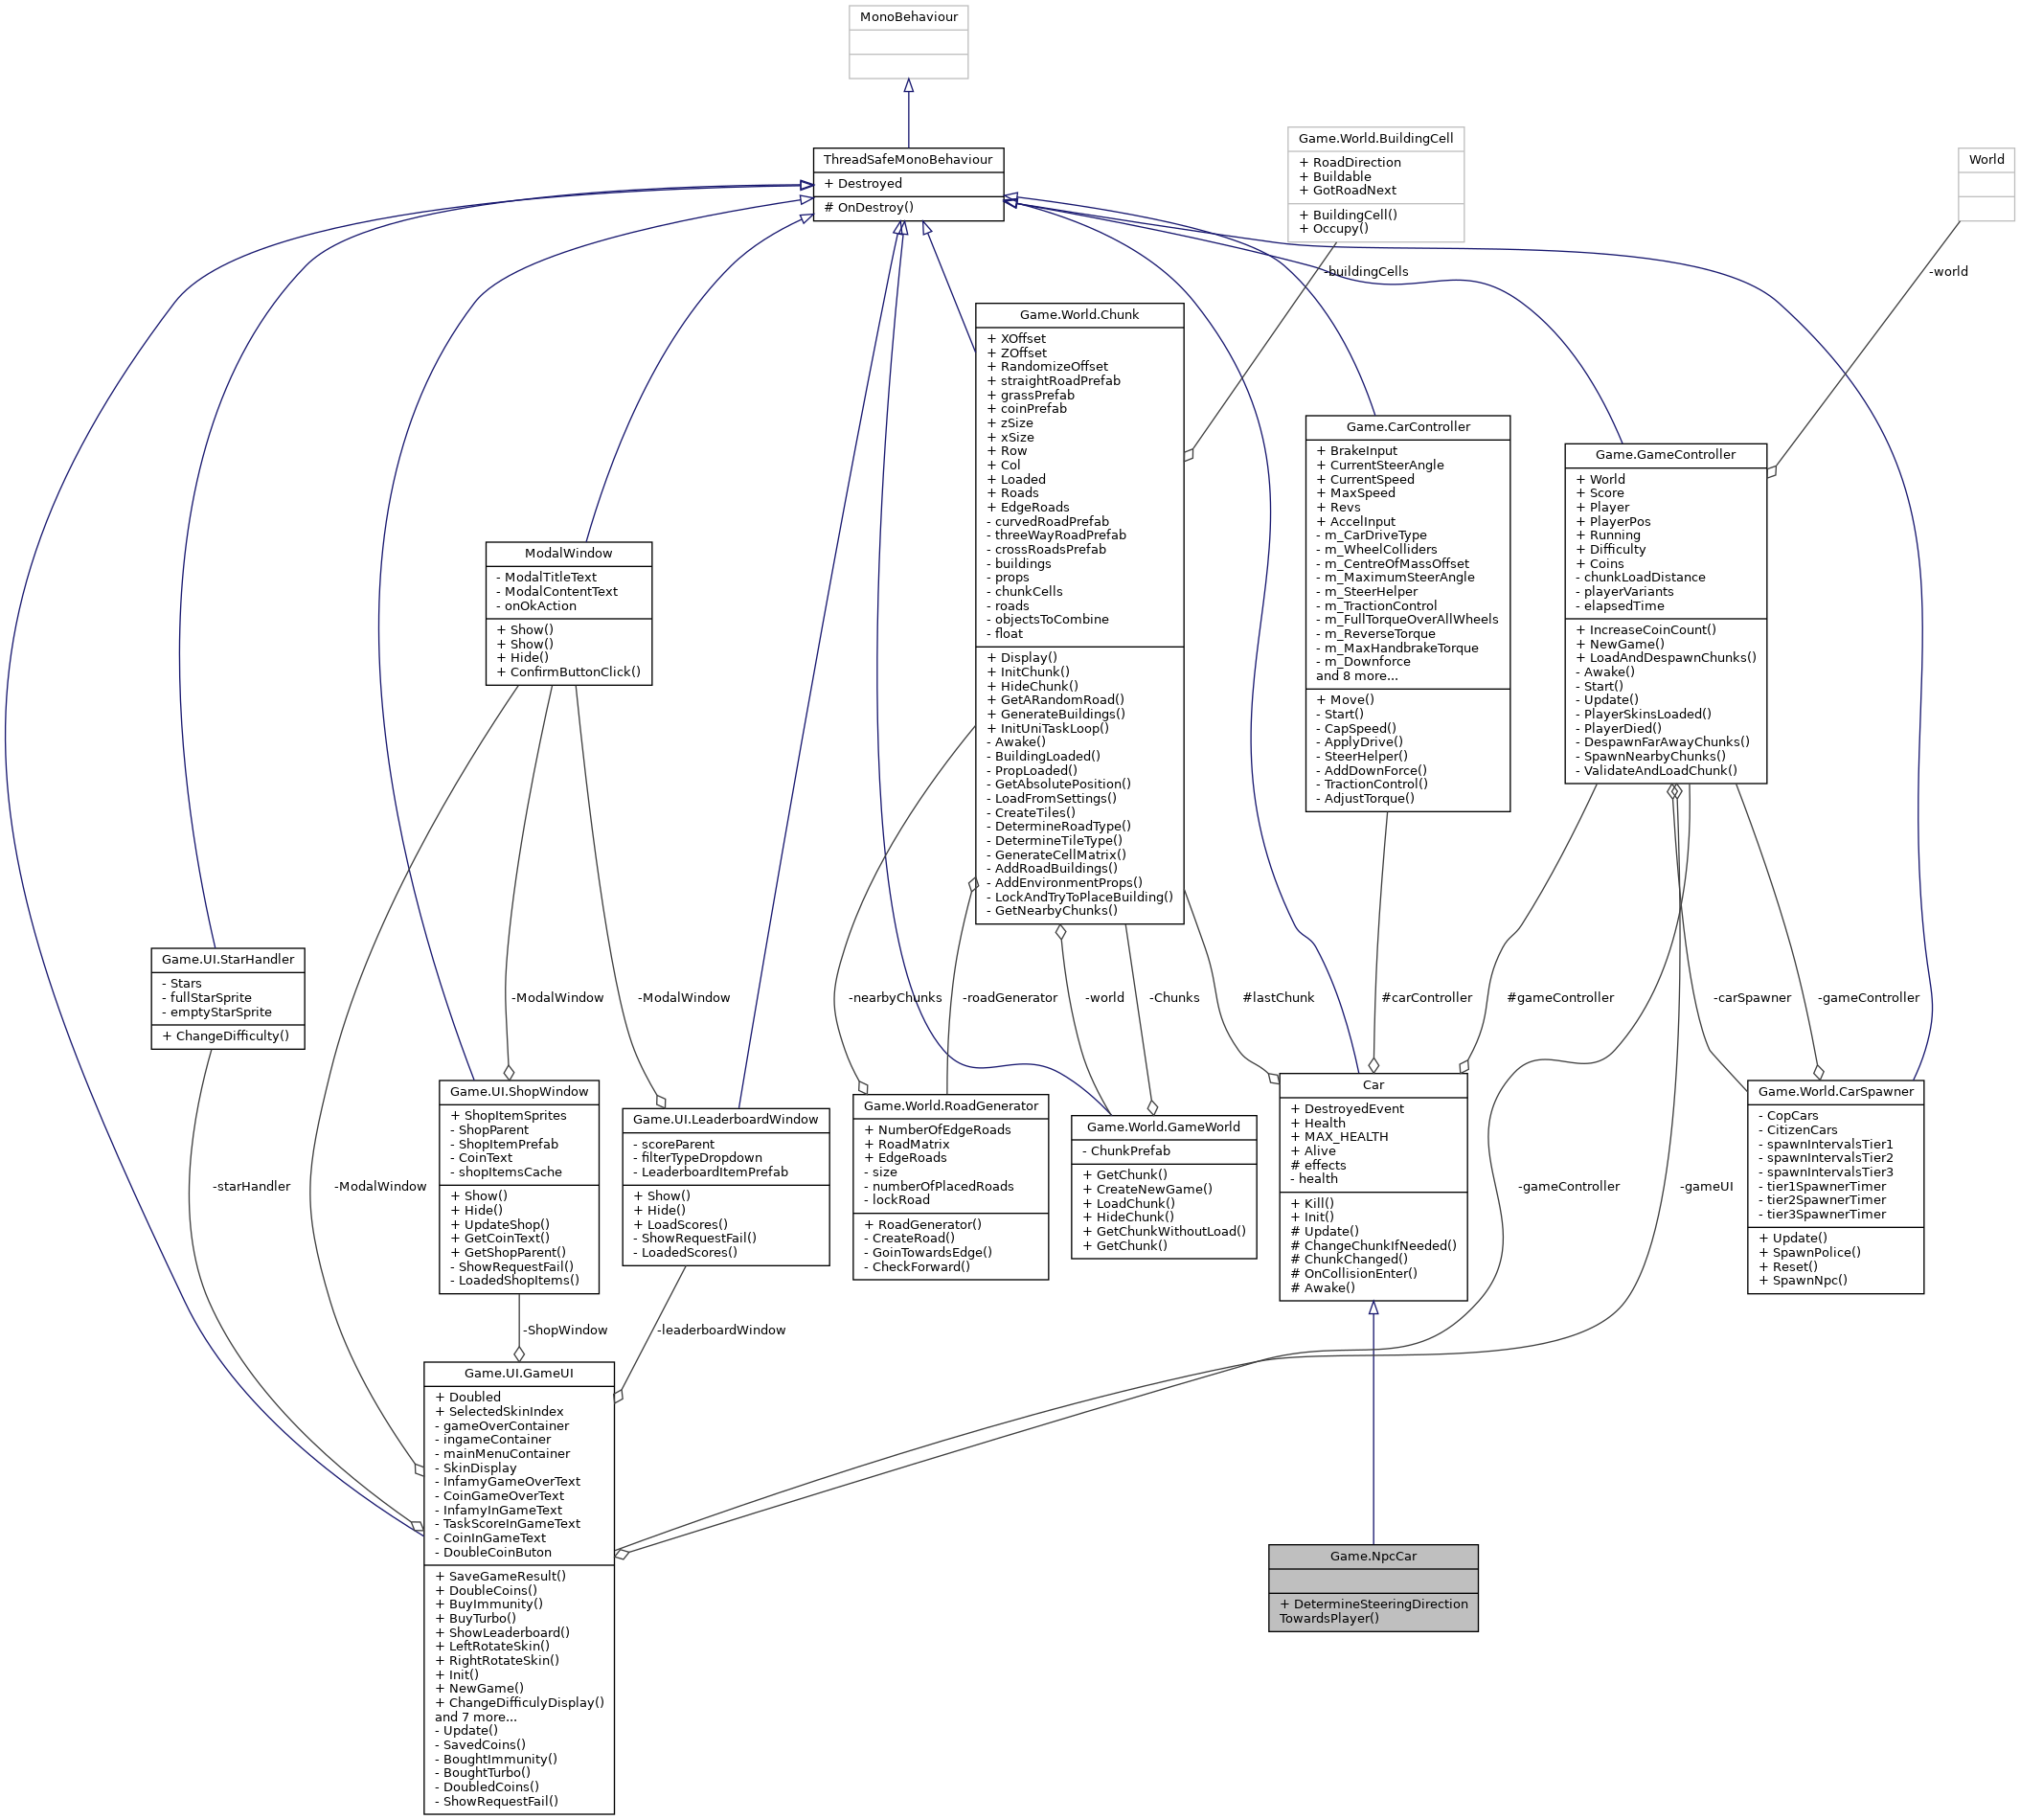 MonoBehaviour
ThreadSafeMonoBehaviour
+ Destroyed
# OnDestroy()
Game.World.BuildingCell
+ RoadDirection
+ Buildable
+ GotRoadNext
+ BuildingCell()
+ Occupy()
World
-buildingCells
-world
Game.World.Chunk
+ XOffset
+ ZOffset
+ RandomizeOffset
+ straightRoadPrefab
+ grassPrefab
+ coinPrefab
+ zSize
+ xSize
+ Row
+ Col
+ Loaded
+ Roads
+ EdgeRoads
- curvedRoadPrefab
- threeWayRoadPrefab
- crossRoadsPrefab
- buildings
- props
- chunkCells
- roads
- objectsToCombine
- float
+ Display()
+ InitChunk()
+ HideChunk()
+ GetARandomRoad()
+ GenerateBuildings()
+ InitUniTaskLoop()
- Awake()
- BuildingLoaded()
- PropLoaded()
- GetAbsolutePosition()
- LoadFromSettings()
- CreateTiles()
- DetermineRoadType()
- DetermineTileType()
- GenerateCellMatrix()
- AddRoadBuildings()
- AddEnvironmentProps()
- LockAndTryToPlaceBuilding()
- GetNearbyChunks()
Game.CarController
+ BrakeInput
+ CurrentSteerAngle
+ CurrentSpeed
+ MaxSpeed
+ Revs
+ AccelInput
- m_CarDriveType
- m_WheelColliders
- m_CentreOfMassOffset
- m_MaximumSteerAngle
- m_SteerHelper
- m_TractionControl
- m_FullTorqueOverAllWheels
- m_ReverseTorque
- m_MaxHandbrakeTorque
- m_Downforce
and 8 more...
+ Move()
- Start()
- CapSpeed()
- ApplyDrive()
- SteerHelper()
- AddDownForce()
- TractionControl()
- AdjustTorque()
Game.GameController
+ World
+ Score
+ Player
+ PlayerPos
+ Running
+ Difficulty
+ Coins
- chunkLoadDistance
- playerVariants
- elapsedTime
+ IncreaseCoinCount()
+ NewGame()
+ LoadAndDespawnChunks()
- Awake()
- Start()
- Update()
- PlayerSkinsLoaded()
- PlayerDied()
- DespawnFarAwayChunks()
- SpawnNearbyChunks()
- ValidateAndLoadChunk()
ModalWindow
- ModalTitleText
- ModalContentText
- onOkAction
+ Show()
+ Show()
+ Hide()
+ ConfirmButtonClick()
Game.UI.StarHandler
- Stars
- fullStarSprite
- emptyStarSprite
+ ChangeDifficulty()
-ModalWindow
-ModalWindow
-nearbyChunks
-roadGenerator
-world
-Chunks
#lastChunk
#carController
#gameController
-carSpawner
-gameController
Game.UI.ShopWindow
+ ShopItemSprites
- ShopParent
- ShopItemPrefab
- CoinText
- shopItemsCache
+ Show()
+ Hide()
+ UpdateShop()
+ GetCoinText()
+ GetShopParent()
- ShowRequestFail()
- LoadedShopItems()
Game.UI.LeaderboardWindow
- scoreParent
- filterTypeDropdown
- LeaderboardItemPrefab
+ Show()
+ Hide()
+ LoadScores()
- ShowRequestFail()
- LoadedScores()
Game.World.RoadGenerator
+ NumberOfEdgeRoads
+ RoadMatrix
+ EdgeRoads
- size
- numberOfPlacedRoads
- lockRoad
+ RoadGenerator()
- CreateRoad()
- GoinTowardsEdge()
- CheckForward()
Game.World.GameWorld
- ChunkPrefab
+ GetChunk()
+ CreateNewGame()
+ LoadChunk()
+ HideChunk()
+ GetChunkWithoutLoad()
+ GetChunk()
Car
+ DestroyedEvent
+ Health
+ MAX_HEALTH
+ Alive
# effects
- health
+ Kill()
+ Init()
# Update()
# ChangeChunkIfNeeded()
# ChunkChanged()
# OnCollisionEnter()
# Awake()
Game.World.CarSpawner
- CopCars
- CitizenCars
- spawnIntervalsTier1
- spawnIntervalsTier2
- spawnIntervalsTier3
- tier1SpawnerTimer
- tier2SpawnerTimer
- tier3SpawnerTimer
+ Update()
+ SpawnPolice()
+ Reset()
+ SpawnNpc()
-starHandler
-ModalWindow
-gameController
-gameUI
-ShopWindow
-leaderboardWindow
Game.UI.GameUI
+ Doubled
+ SelectedSkinIndex
- gameOverContainer
- ingameContainer
- mainMenuContainer
- SkinDisplay
- InfamyGameOverText
- CoinGameOverText
- InfamyInGameText
- TaskScoreInGameText
- CoinInGameText
- DoubleCoinButon
+ SaveGameResult()
+ DoubleCoins()
+ BuyImmunity()
+ BuyTurbo()
+ ShowLeaderboard()
+ LeftRotateSkin()
+ RightRotateSkin()
+ Init()
+ NewGame()
+ ChangeDifficulyDisplay()
and 7 more...
- Update()
- SavedCoins()
- BoughtImmunity()
- BoughtTurbo()
- DoubledCoins()
- ShowRequestFail()
Game.NpcCar
+ DetermineSteeringDirection
TowardsPlayer()